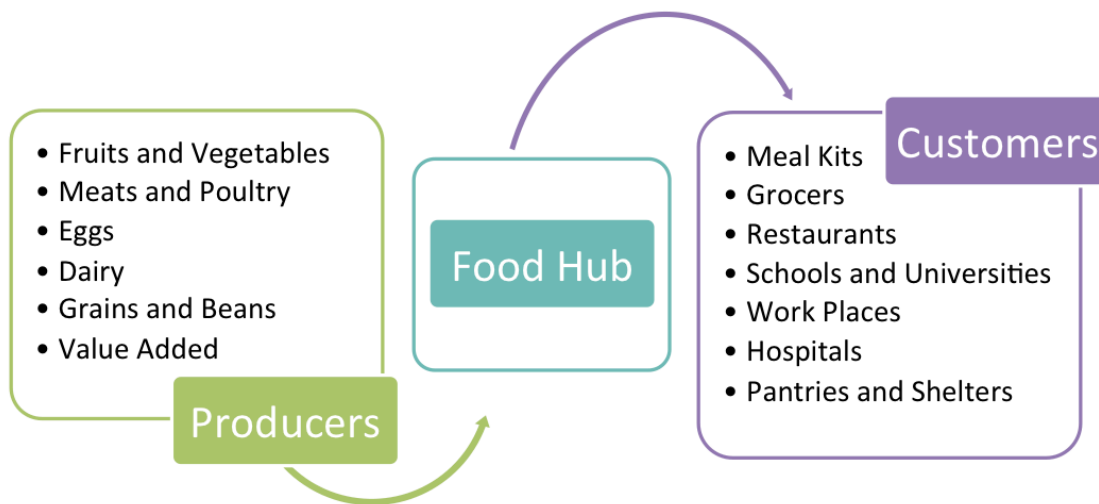 • Fruits and Vegetables
• Meats and Poultry
• Eggs
• Dairy
• Grains and Beans
• Value Added
Producers
Food Hub
Customers
• Meal Kits
• Grocers
• Restaurants
• Schools and Universities
• Work Places
• Hospitals
• Pantries and Shelters